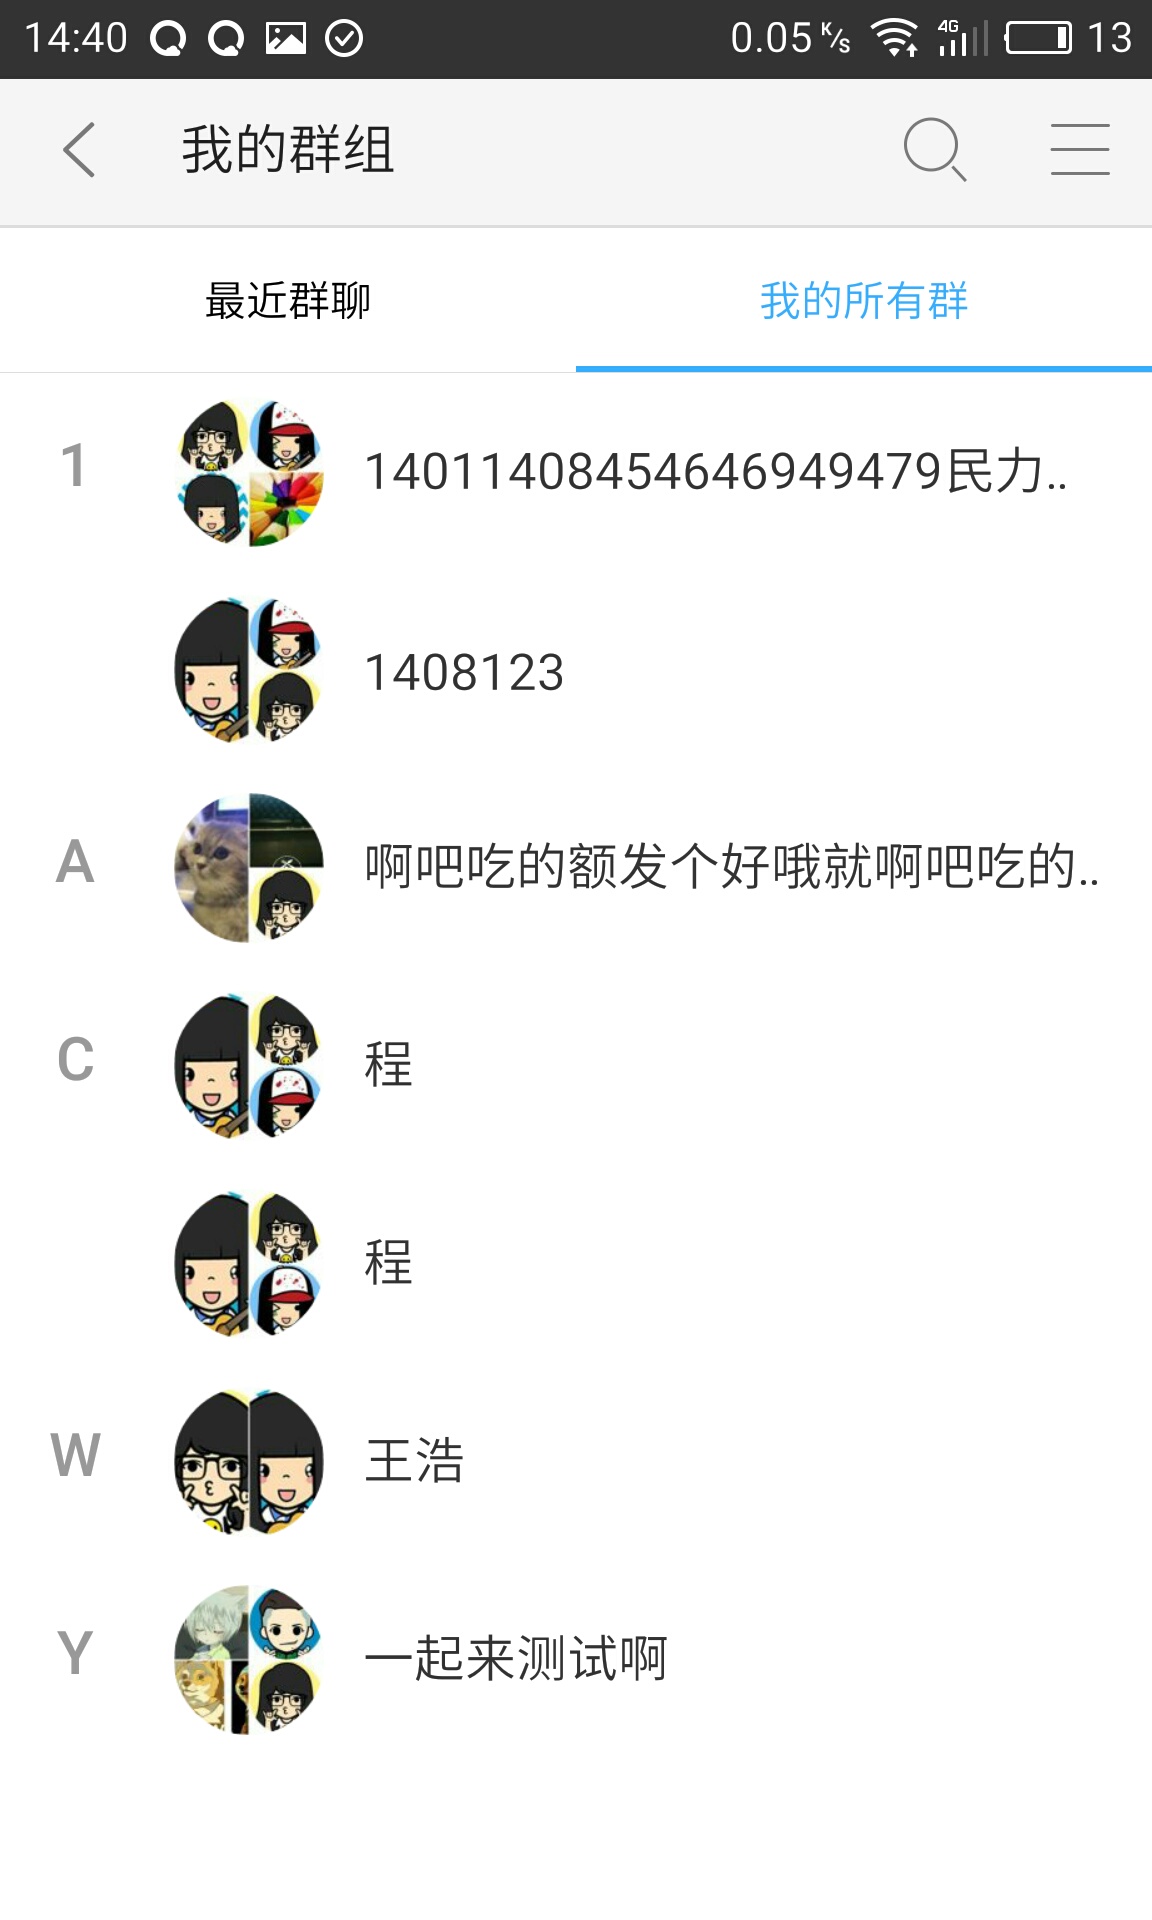 14:40 0.05 K/s 4G 13
我的群组
最近群聊 我的所有群
1 14011408454646949479民力..
1408123
A 啊吧吃的额发个好哦就啊吧吃的..
C 程
程
W 王浩
Y 一起来测试啊